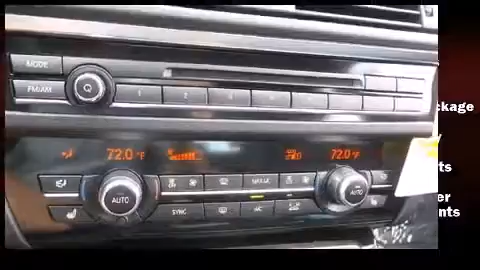 MODE
FM/AM
1 2 3 4 5 6
72.0 °F 72.0 °F
AUTO AUTO
SYNC A/C
ckage
ts
er
nts